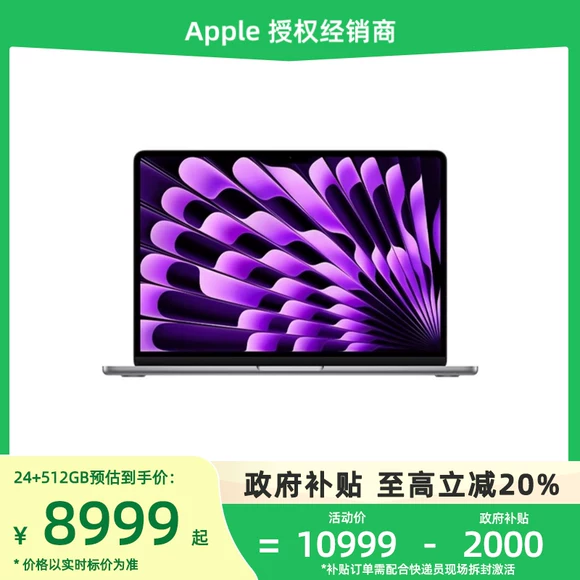 Apple 授权经销商
24+512GB预估到手价:
¥ 8999 起
* 价格以实时标价为准
政府补贴 至高立减20%
活动价 政府补贴
= 10999 - 2000
*补贴订单需配合快递员现场拆封激活